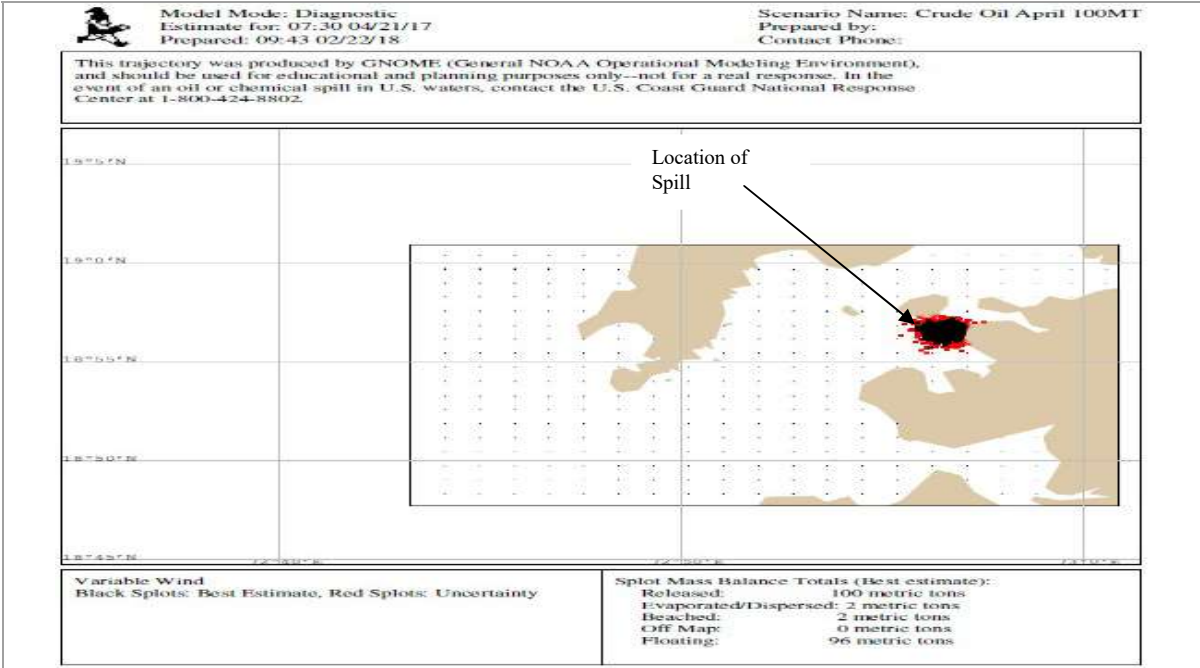 Model Mode: Diagnostic
Estimate for: 07:30 04/21/17
Prepared: 09:43 02/22/18
Scenario Name: Crude Oil April 100MT
Prepared by:
Contact Phone:
This trajectory was produced by GNOME (General NOAA Operational Modeling Environment),
and should be used for educational and planning purposes only--not for a real response. In the
event of an oil or chemical spill in U.S. waters, contact the U.S. Coast Guard National Response
Center at 1-800-424-8802.
Location of
Spill
19°5'N
19°0'N
18°55'N
18°50'N
18°45'N
Variable Wind
Black Splots: Best Estimate, Red Splots: Uncertainty
Splot Mass Balance Totals (Best estimate):
Released: 100 metric tons
Evaporated/Dispersed: 2 metric tons
Beached: 2 metric tons
Off Map: 0 metric tons
Floating: 96 metric tons